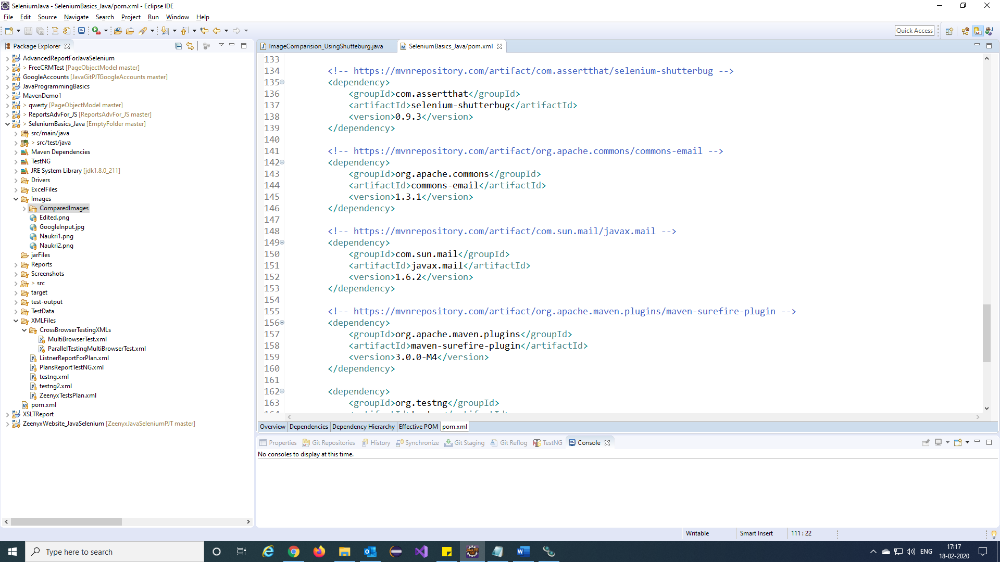 SeleniumJava - SeleniumBasics_Java/pom.xml - Eclipse IDE
File Edit Source Navigate Search Project Run Window Help
Quick Access
Package Explorer
AdvancedReportForJavaSelenium
> FreeCRMTest [PageObjectModel master]
GoogleAccounts [JavaGitPJTGoogleAccounts master]
JavaProgrammingBasics
MavenDemo1
> qwerty [PageObjectModel master]
> ReportsAdvFor_JS [ReportsAdvFor_JS master]
> SeleniumBasics_Java [EmptyFolder master]
src/main/java
> src/test/java
Maven Dependencies
TestNG
JRE System Library [jdk1.8.0_211]
Drivers
ExcelFiles
Images
ComparedImages
Edited.png
GoogleInput.jpg
Naukri1.png
Naukri2.png
jarFiles
Reports
Screenshots
> src
target
test-output
TestData
XMLFiles
CrossBrowserTestingXMLs
MultiBrowserTest.xml
ParallelTestingMultiBrowserTest.xml
ListnerReportForPlan.xml
PlansReportTestNG.xml
testng.xml
testng2.xml
ZeenyxTestsPlan.xml
pom.xml
XSLTReport
ZeenyxWebsite_JavaSelenium [ZeenyxJavaSeleniumPJT master]
ImageComparision_UsingShutteburg.java SeleniumBasics_Java/pom.xml
133
134 <!-- https://mvnrepository.com/artifact/com.assertthat/selenium-shutterbug -->
135 <dependency>
136 <groupId>com.assertthat</groupId>
137 <artifactId>selenium-shutterbug</artifactId>
138 <version>0.9.3</version>
139 </dependency>
140
141 <!-- https://mvnrepository.com/artifact/org.apache.commons/commons-email -->
142 <dependency>
143 <groupId>org.apache.commons</groupId>
144 <artifactId>commons-email</artifactId>
145 <version>1.3.1</version>
146 </dependency>
147
148 <!-- https://mvnrepository.com/artifact/com.sun.mail/javax.mail -->
149 <dependency>
150 <groupId>com.sun.mail</groupId>
151 <artifactId>javax.mail</artifactId>
152 <version>1.6.2</version>
153 </dependency>
154
155 <!-- https://mvnrepository.com/artifact/org.apache.maven.plugins/maven-surefire-plugin -->
156 <dependency>
157 <groupId>org.apache.maven.plugins</groupId>
158 <artifactId>maven-surefire-plugin</artifactId>
159 <version>3.0.0-M4</version>
160 </dependency>
161
162 <dependency>
163 <groupId>org.testng</groupId>
Overview Dependencies Dependency Hierarchy Effective POM pom.xml
Properties Git Repositories History Synchronize Git Staging Git Reflog TestNG Console
No consoles to display at this time.
Writable Smart Insert 111 : 22
Type here to search
ENG
17:17
18-02-2020